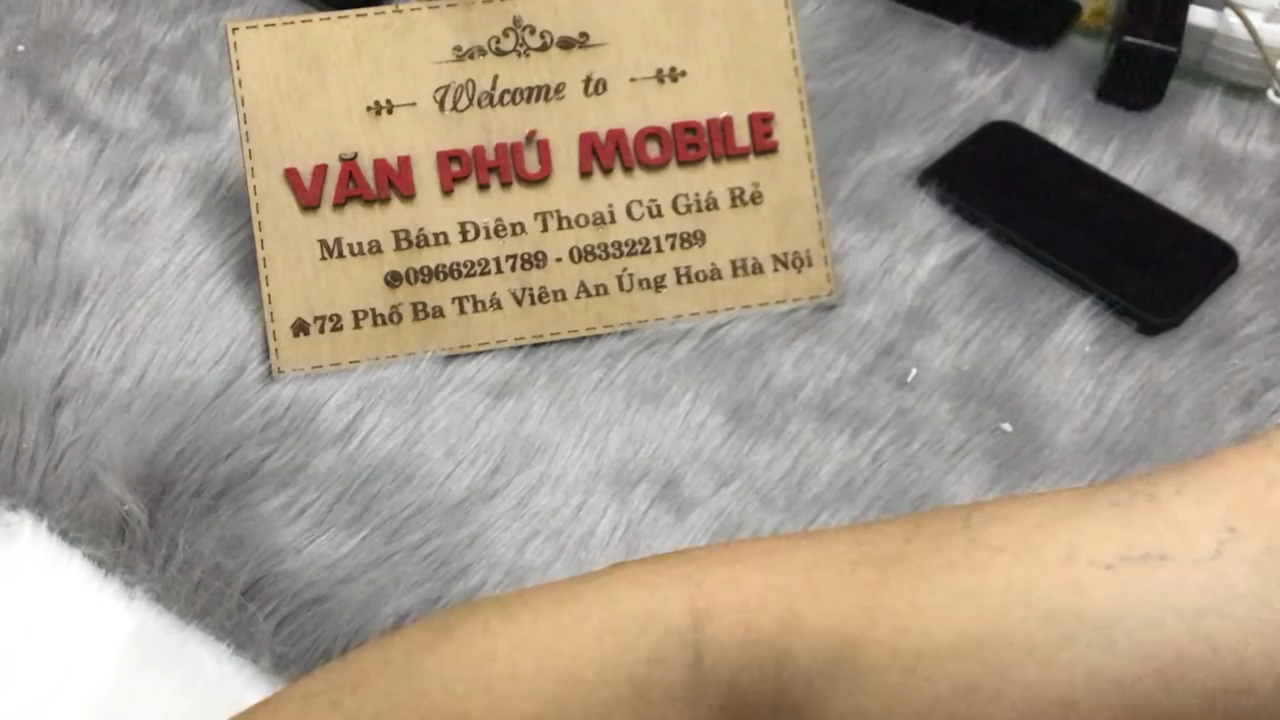 Welcome to
VĂN PHÚ MOBILE
Mua Bán Điên Thoại Cũ Giá Rẻ
0966221789 - 0833221789
72 Phố Ba Thá Viên An Ứng Hoà Hà Nội